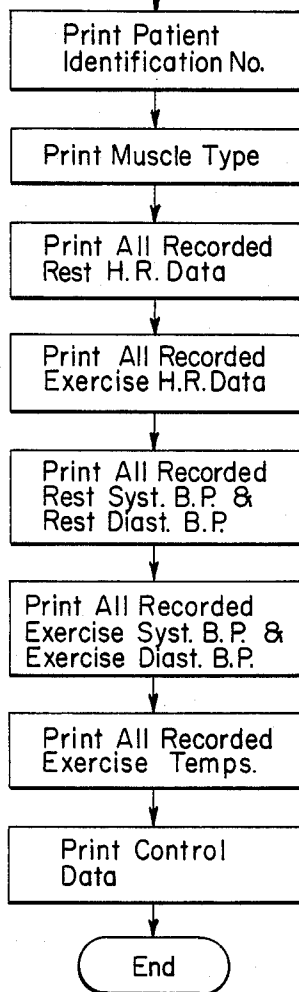 Print Patient
Identification No.
Print Muscle Type
Print All Recorded
Rest H.R. Data
Print All Recorded
Exercise H.R. Data
Print All Recorded
Rest Syst. B.P. &
Rest Diast. B.P.
Print All Recorded
Exercise Syst. B.P. &
Exercise Diast. B.P.
Print All Recorded
Exercise Temps.
Print Control
Data
End